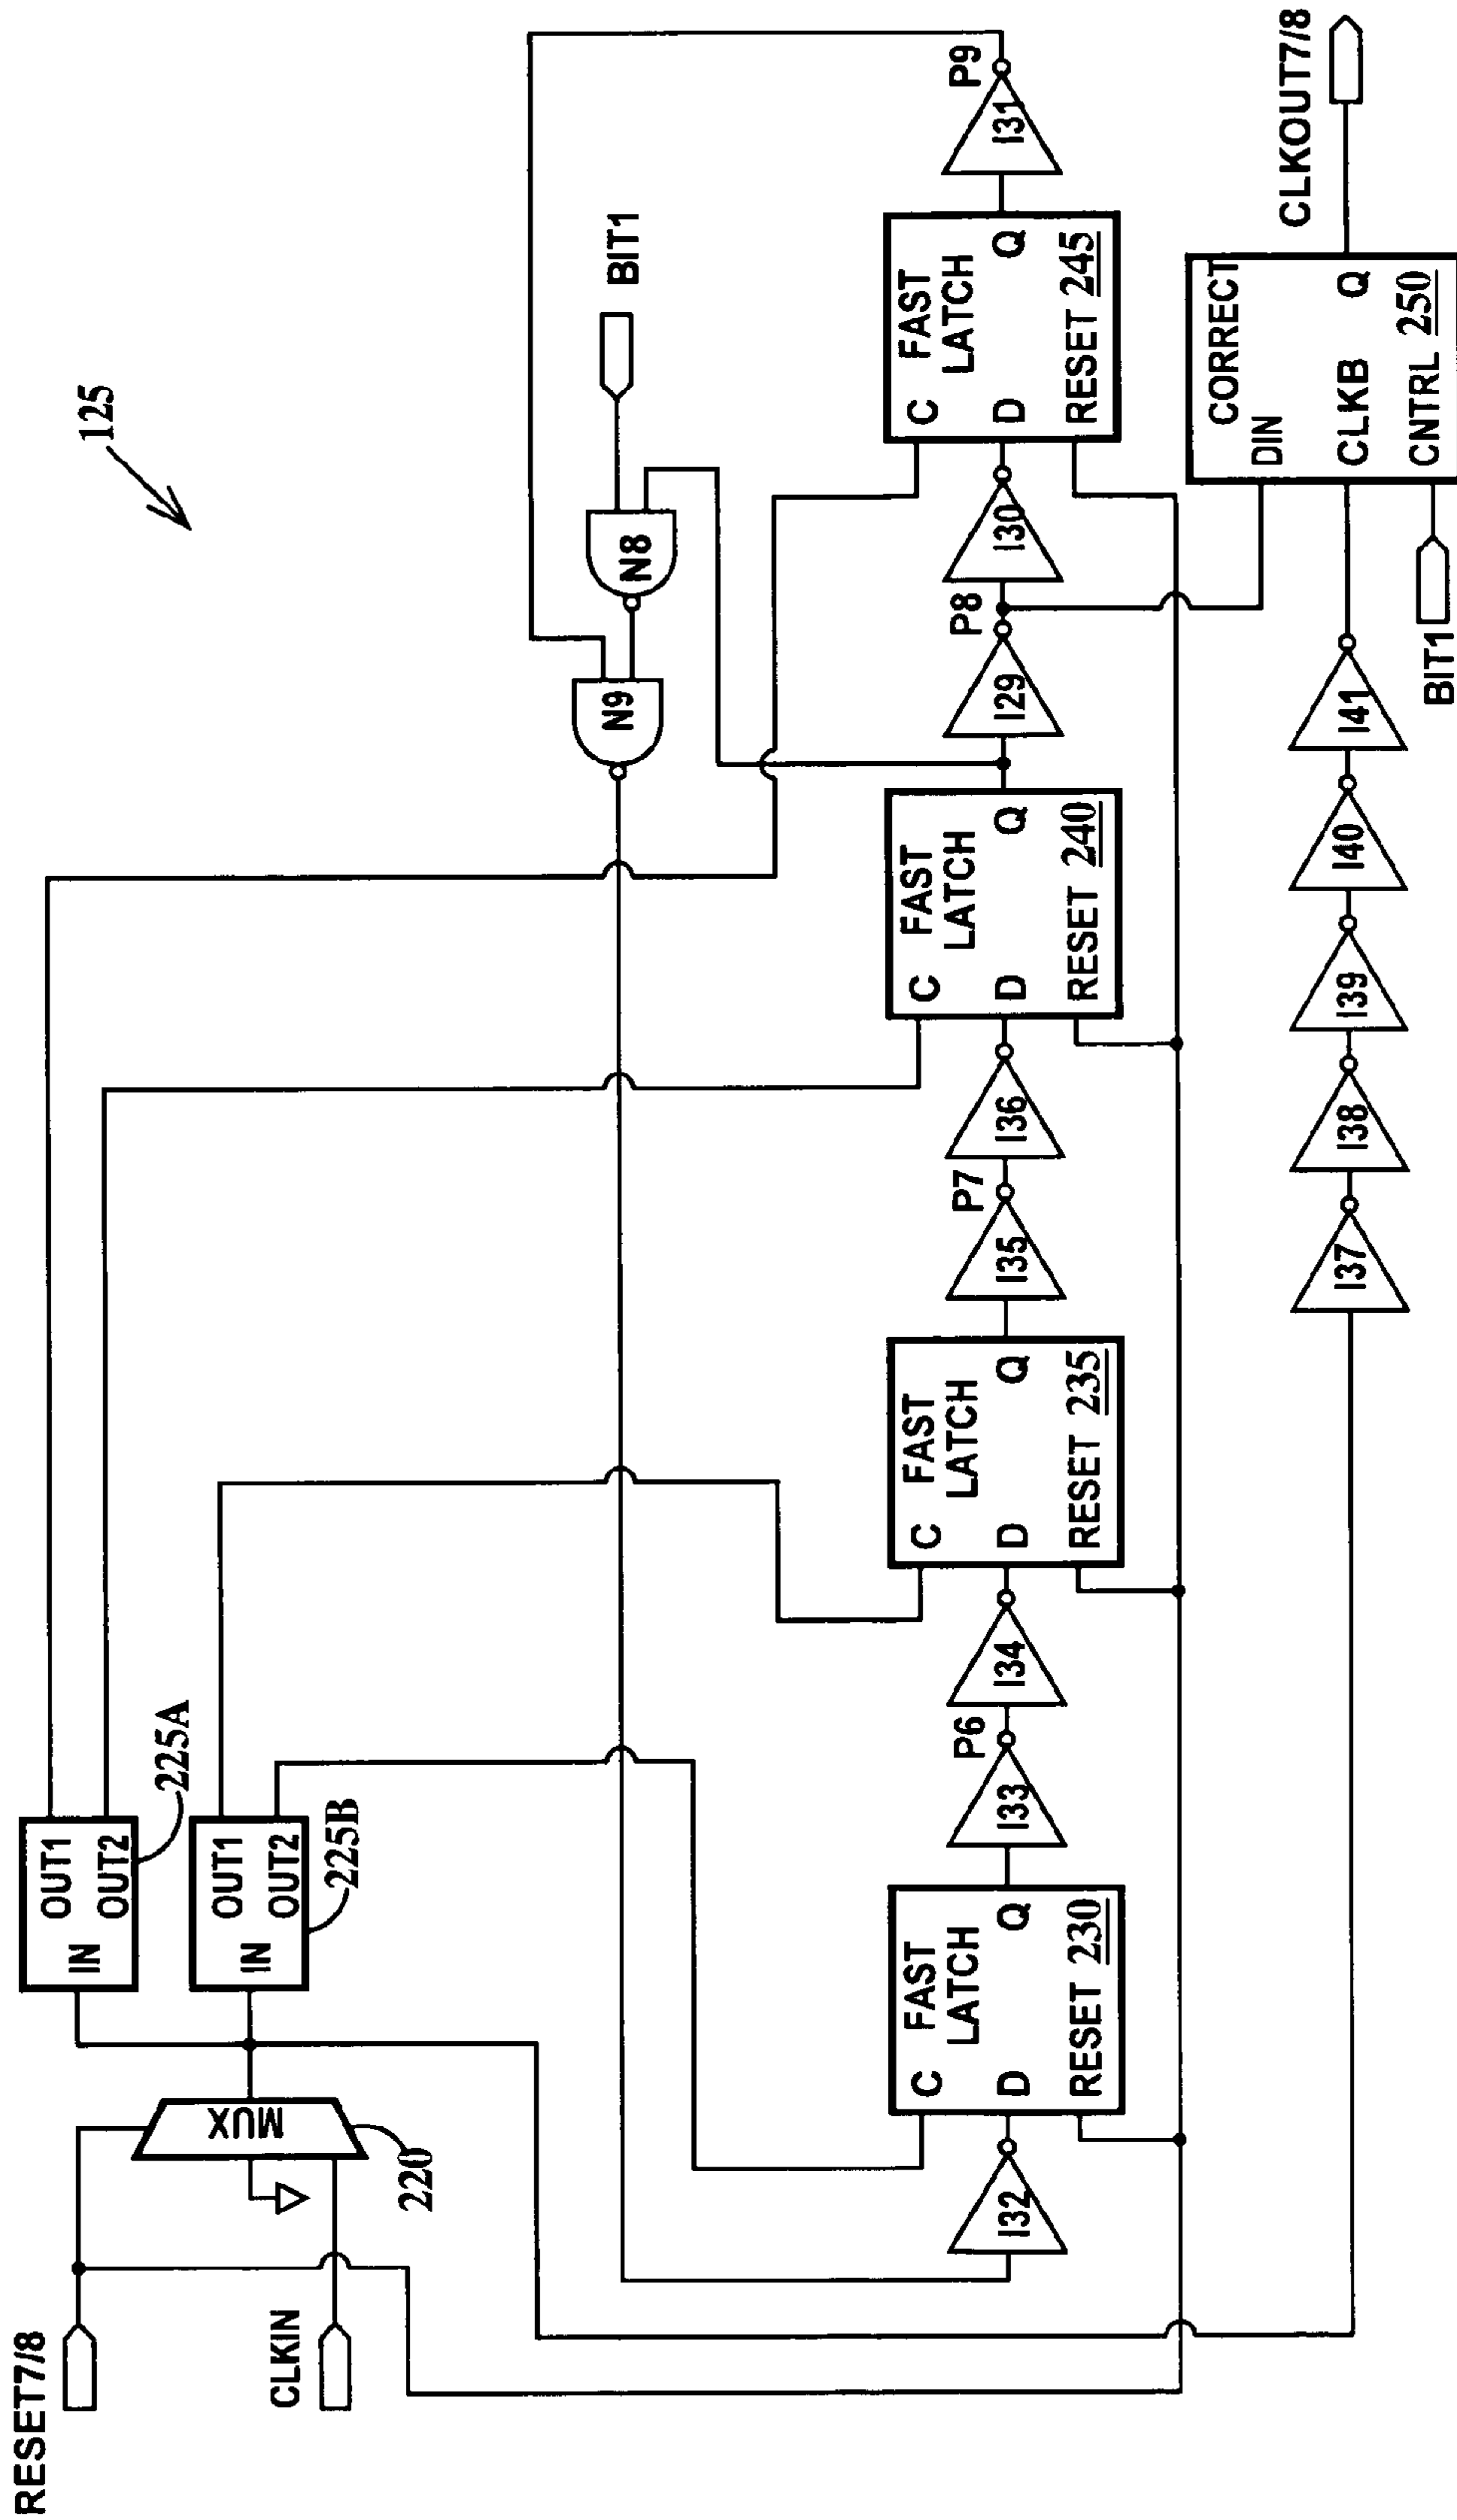 125
RESET7/8
CLKIN
MUX
220
IN
OUT1
OUT2
225A
IN
OUT1
OUT2
225B
BIT1
N9
N8
I32
C
D
RESET 230
FAST
LATCH
Q
I33
P6
I34
C
D
RESET 235
FAST
LATCH
Q
I35
P7
I36
C
D
RESET 240
FAST
LATCH
Q
I29
P8
I30
C
D
RESET 245
FAST
LATCH
Q
I31
P9
I37
I38
I39
I40
I41
BIT1
CORRECT
DIN
CLKB
Q
CNTRL 250
CLKOUT7/8